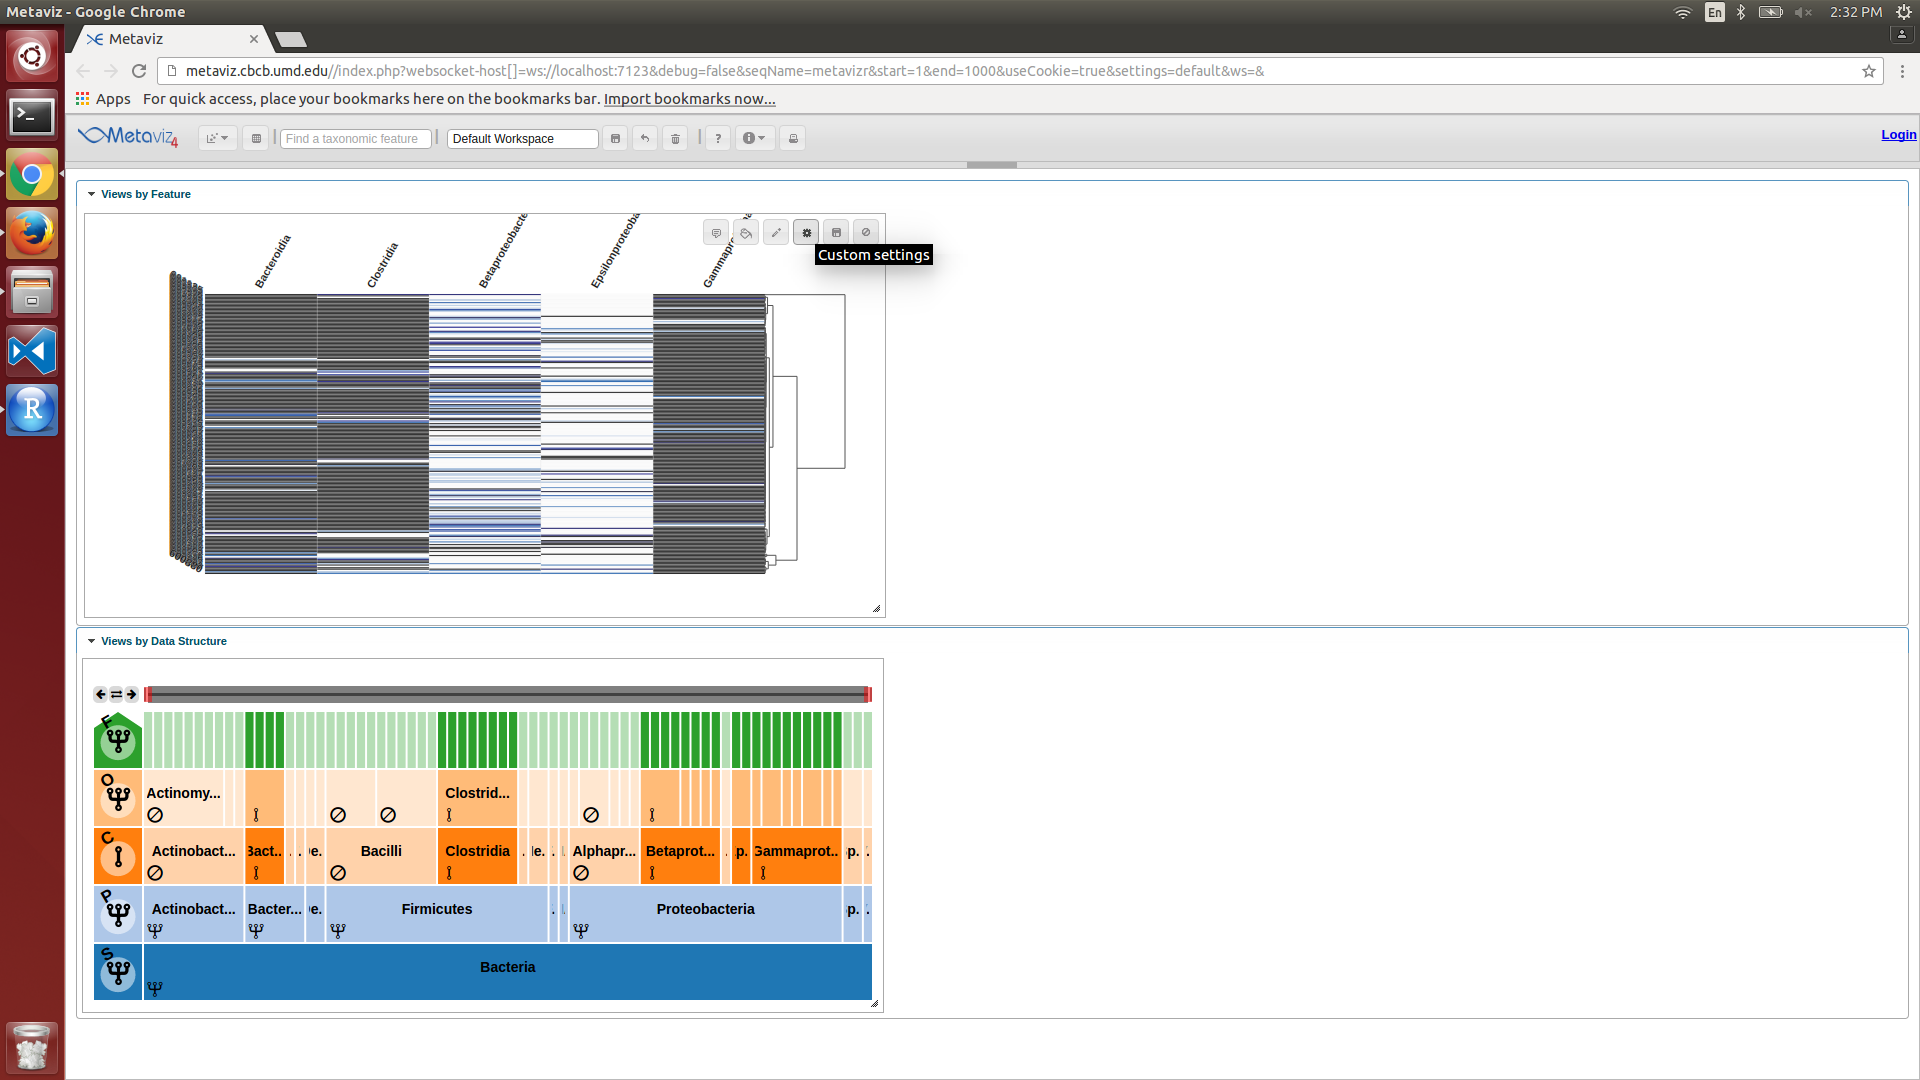 Metaviz - Google Chrome
En
2:32 PM
Metaviz
metaviz.cbcb.umd.edu//index.php?websocket-host[]=ws://localhost:7123&debug=false&seqName=metavizr&start=1&end=1000&useCookie=true&settings=default&ws=&
Apps For quick access, place your bookmarks here on the bookmarks bar. Import bookmarks now...
Metaviz 4
Find a taxonomic feature
Default Workspace
?
Login
Views by Feature
Bacteroidia
Clostridia
Betaproteobacte
Epsilonproteoba
Gammapr
Custom settings
Views by Data Structure
F
O
Actinomy...
Clostrid...
C
Actinobact...
Bact..
Bacilli
Clostridia
Alphapr...
Betaprot...
Gammaprot..
P
Actinobact...
Bacter...
Firmicutes
Proteobacteria
S
Bacteria
R